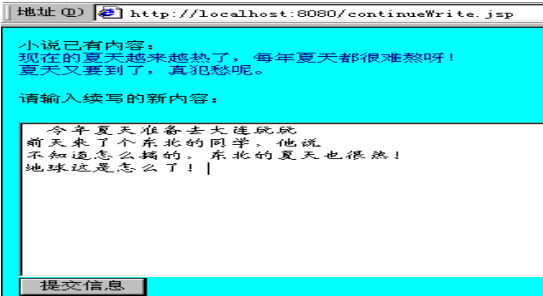 地址(D) http://localhost:8080/continueWrite.jsp
小说已有内容:
现在的夏天越来越热了,每年夏天都很难熬呀!
夏天又要到了,真犯愁呢。
请输入续写的新内容:
今年夏天准备去大连玩玩
前天来了个东北的同学,他说
不知道怎么搞的,东北的夏天也很热!
地球这是怎么了!
提交信息